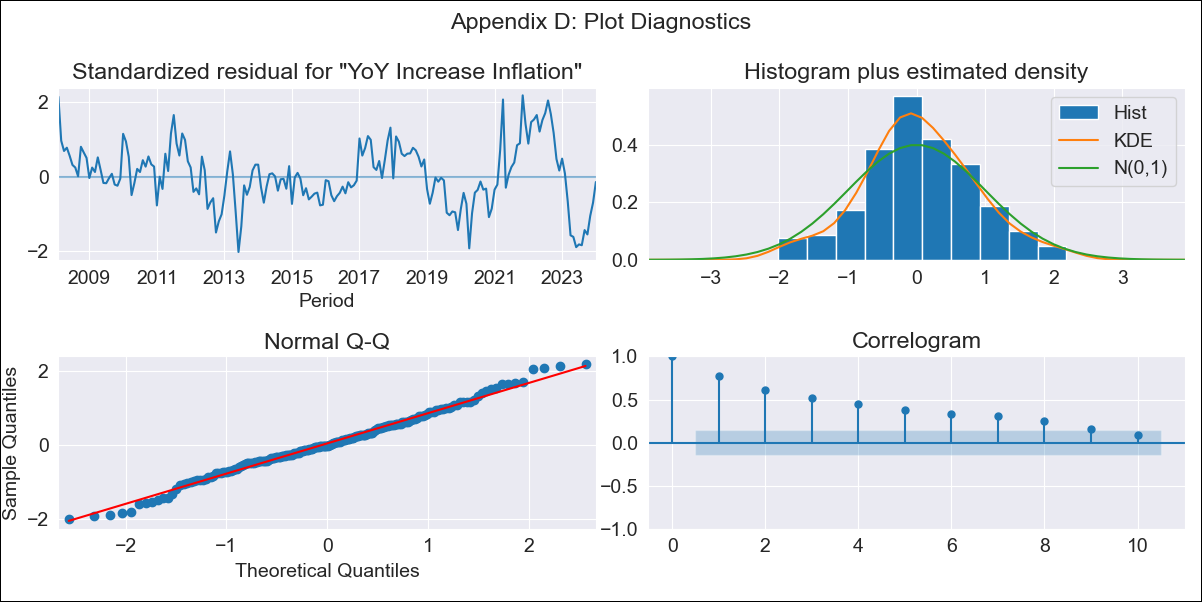 Appendix D: Plot Diagnostics
Standardized residual for "YoY Increase Inflation"
2
0
−2
2009 2011 2013 2015 2017 2019 2021 2023
Period
Histogram plus estimated density
Hist
KDE
N(0,1)
0.4
0.2
0.0
−3 −2 −1 0 1 2 3
Normal Q-Q
Sample Quantiles
2
0
−2
−2 −1 0 1 2
Theoretical Quantiles
Correlogram
1.0
0.5
0.0
−0.5
−1.0
0 2 4 6 8 10